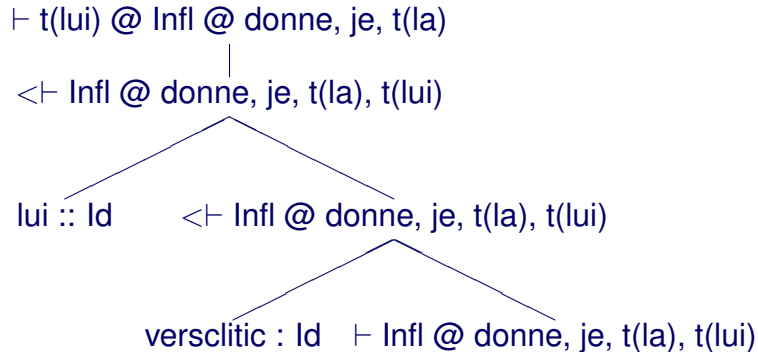 ⊢ t(lui) @ Infl @ donne, je, t(la)
<⊢ Infl @ donne, je, t(la), t(lui)
lui :: Id <⊢ Infl @ donne, je, t(la), t(lui)
versclitic : Id ⊢ Infl @ donne, je, t(la), t(lui)